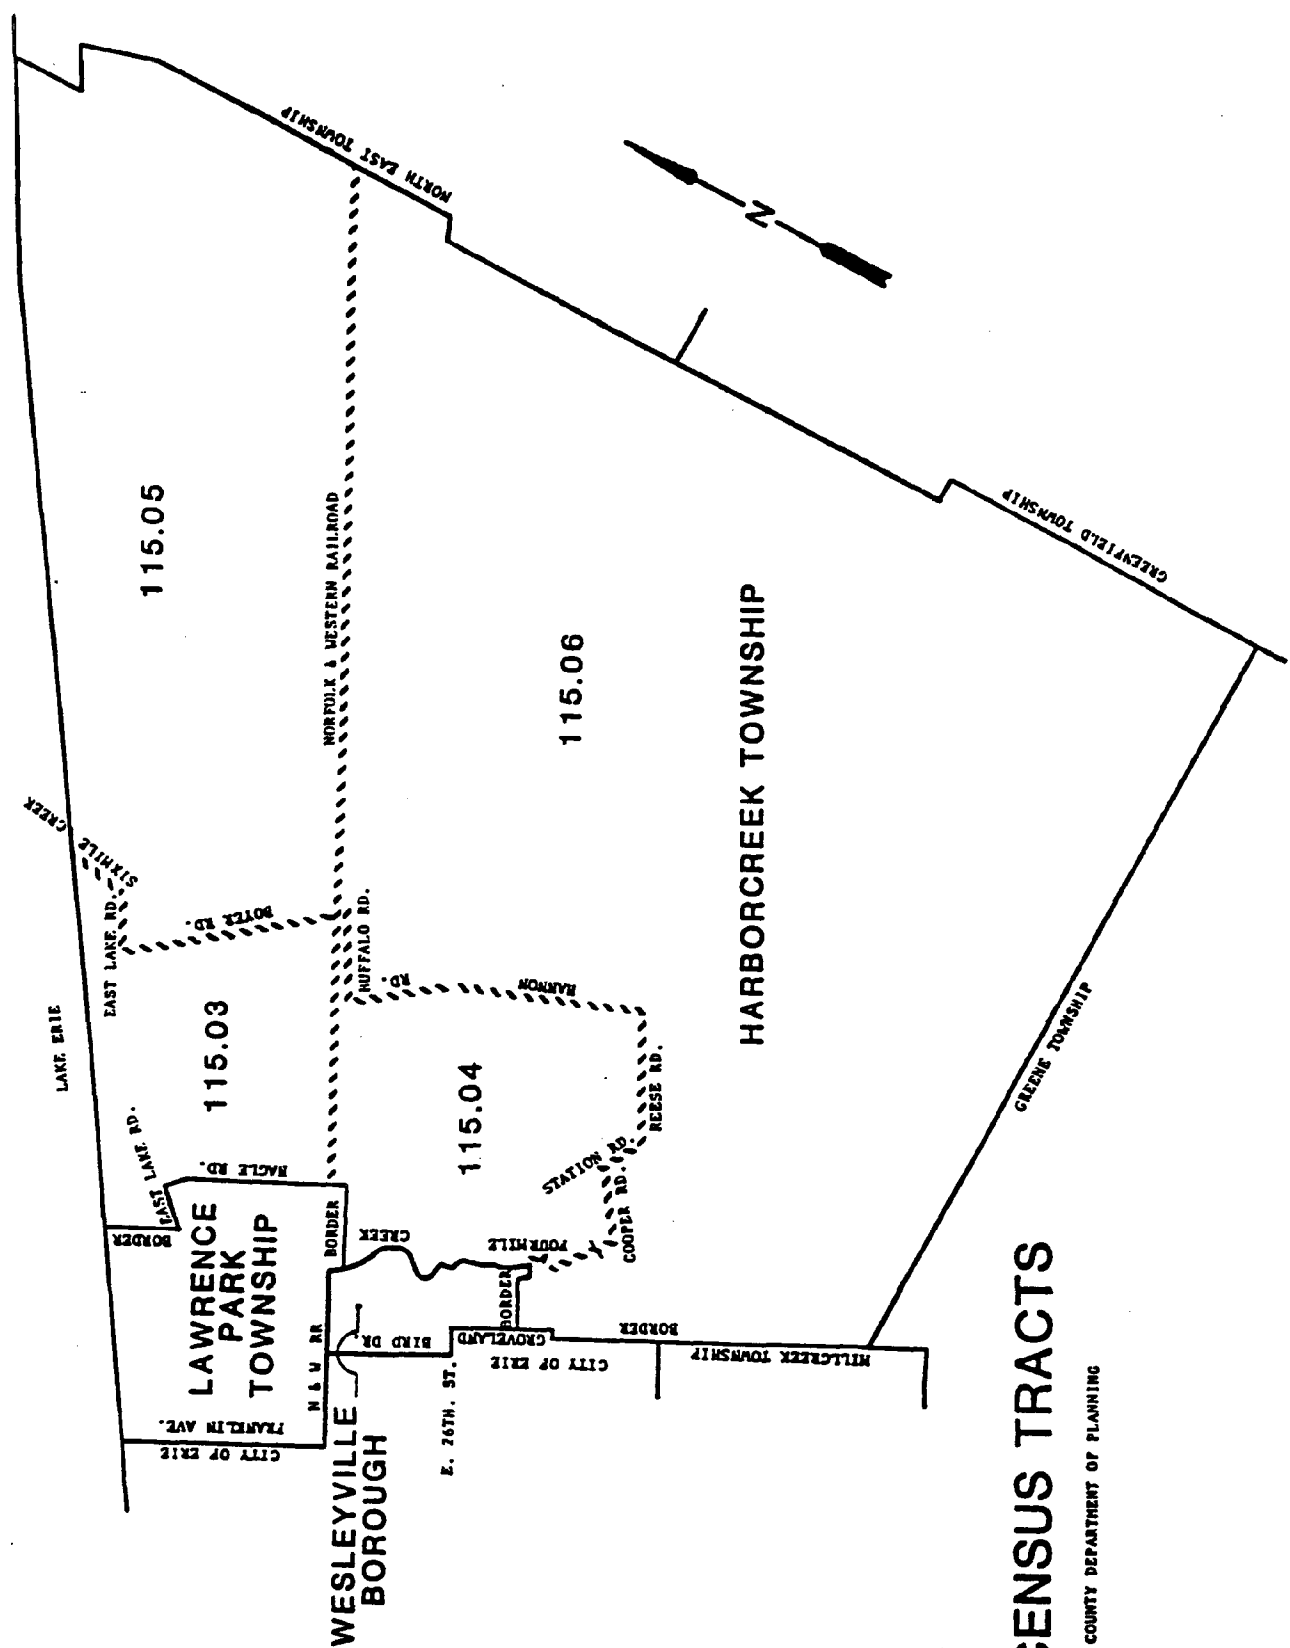 LAKE ERIE
NORTH EAST TOWNSHIP
N
115.05
NORFOLK & WESTERN RAILROAD
SIXMILE CREEK
EAST LAKE RD.
BOYER RD.
BUFFALO RD.
115.06
HARBORCREEK TOWNSHIP
GREENFIELD TOWNSHIP
115.03
EAST LAKE RD.
NAGLE RD.
BORDER
LAWRENCE
PARK
TOWNSHIP
FRANKLIN AVE.
CITY OF ERIE
N & W RR
BORDER
115.04
HANNON RD.
REESE RD.
STATION RD.
COOPER RD.
FOURMILE CREEK
BORDER
BIRD DR
GROVELAND
CITY OF ERIE
BORDER
E. 26TH. ST.
WESLEYVILLE
BOROUGH
MILLCREEK TOWNSHIP
GREENE TOWNSHIP
TRACTS
COUNTY DEPARTMENT OF PLANNING